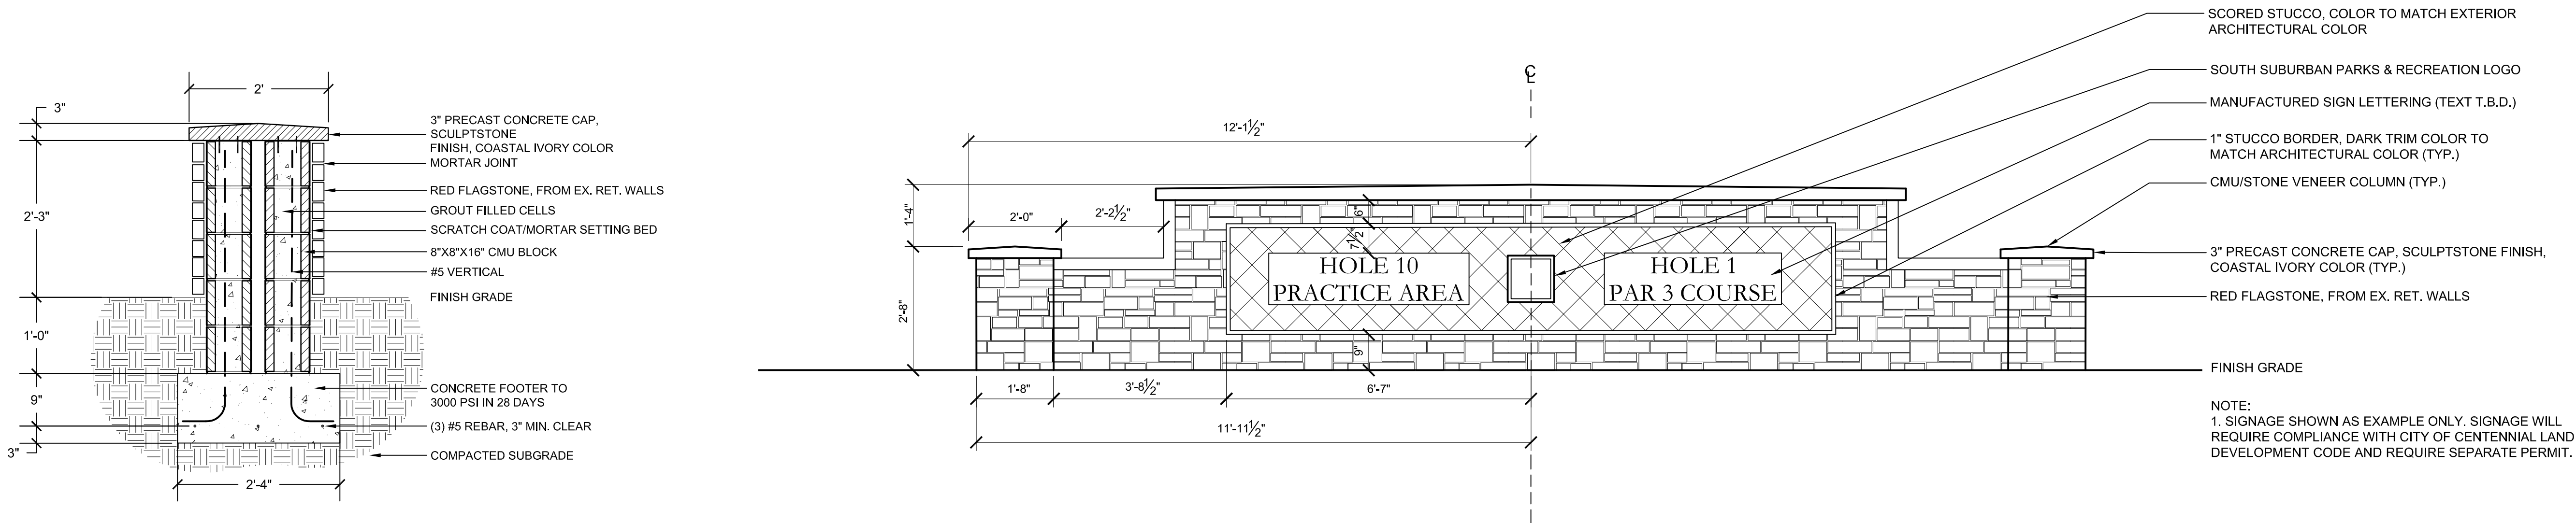 2'
3"
2'-3"
1'-0"
9"
3"
2'-4"
3" PRECAST CONCRETE CAP,
SCULPTSTONE
FINISH, COASTAL IVORY COLOR
MORTAR JOINT
RED FLAGSTONE, FROM EX. RET. WALLS
GROUT FILLED CELLS
SCRATCH COAT/MORTAR SETTING BED
8"X8"X16" CMU BLOCK
#5 VERTICAL
FINISH GRADE
CONCRETE FOOTER TO
3000 PSI IN 28 DAYS
(3) #5 REBAR, 3" MIN. CLEAR
COMPACTED SUBGRADE
CL
12'-1½"
1'-4"
2'-0"
2'-2½"
6"
7½"
2'-8"
HOLE 10
PRACTICE AREA
HOLE 1
PAR 3 COURSE
9"
1'-8"
3'-8½"
6'-7"
11'-11½"
SCORED STUCCO, COLOR TO MATCH EXTERIOR
ARCHITECTURAL COLOR
SOUTH SUBURBAN PARKS & RECREATION LOGO
MANUFACTURED SIGN LETTERING (TEXT T.B.D.)
1" STUCCO BORDER, DARK TRIM COLOR TO
MATCH ARCHITECTURAL COLOR (TYP.)
CMU/STONE VENEER COLUMN (TYP.)
3" PRECAST CONCRETE CAP, SCULPTSTONE FINISH,
COASTAL IVORY COLOR (TYP.)
RED FLAGSTONE, FROM EX. RET. WALLS
FINISH GRADE
NOTE:
1. SIGNAGE SHOWN AS EXAMPLE ONLY. SIGNAGE WILL
REQUIRE COMPLIANCE WITH CITY OF CENTENNIAL LAND
DEVELOPMENT CODE AND REQUIRE SEPARATE PERMIT.